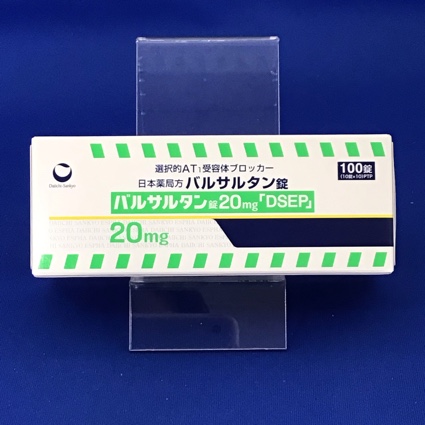 選択的AT1受容体ブロッカー
日本薬局方 バルサルタン錠
100錠
(10錠×10)PTP
バルサルタン錠20mg「DSEP」
20mg
Daiichi-Sankyo